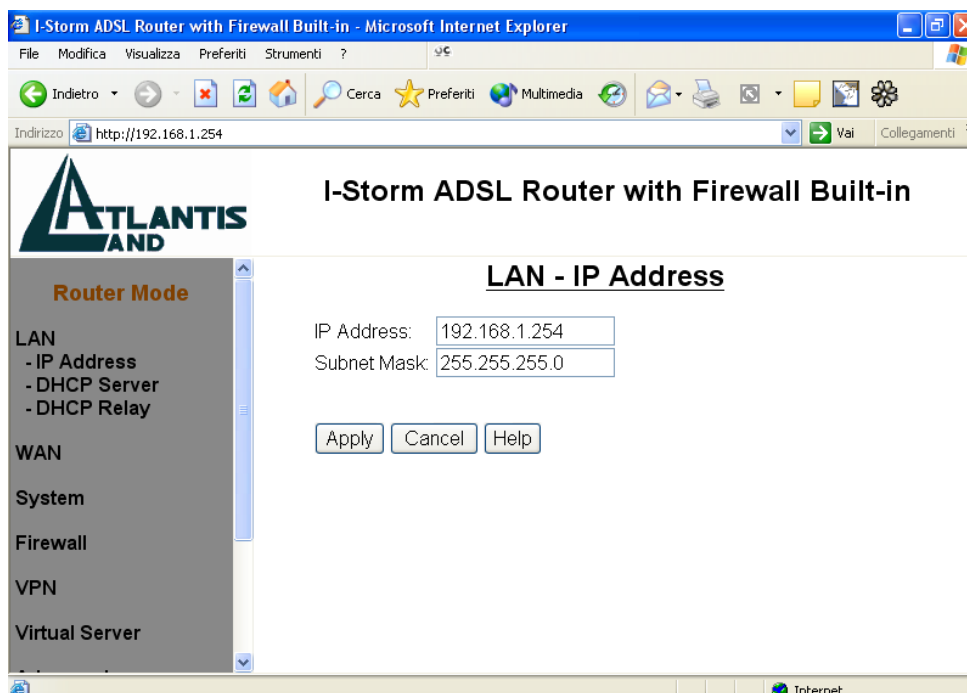 I-Storm ADSL Router with Firewall Built-in - Microsoft Internet Explorer
File Modifica Visualizza Preferiti Strumenti ?
Indietro Cerca Preferiti Multimedia
Indirizzo http://192.168.1.254 Vai Collegamenti
ATLANTIS
LAND
I-Storm ADSL Router with Firewall Built-in
Router Mode
LAN
- IP Address
- DHCP Server
- DHCP Relay
WAN
System
Firewall
VPN
Virtual Server
LAN - IP Address
IP Address: 192.168.1.254
Subnet Mask: 255.255.255.0
Apply Cancel Help
Internet